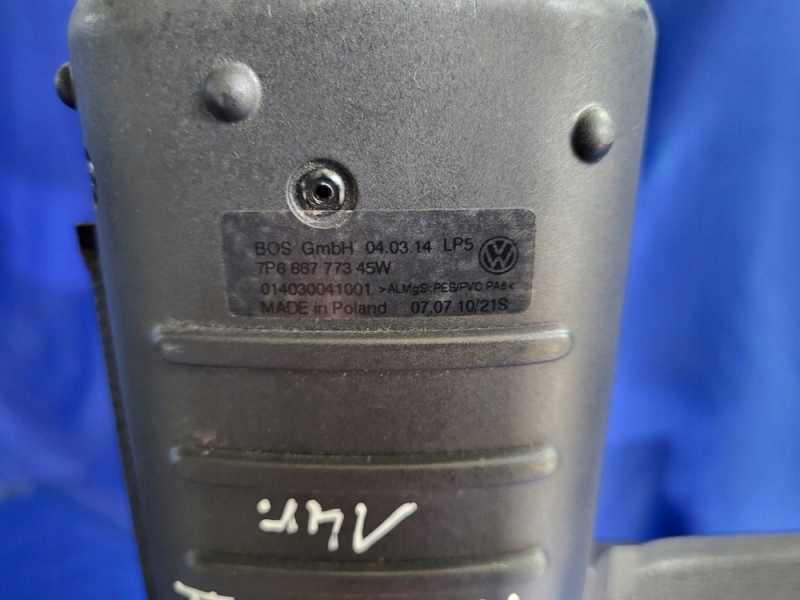 BOS GmbH 04.03.14 LP5
7P6 867 773 45W
014030041001 >ALMgSi;PES/PVC,PA6<
MADE in Poland 07.07.10/21S
14г.